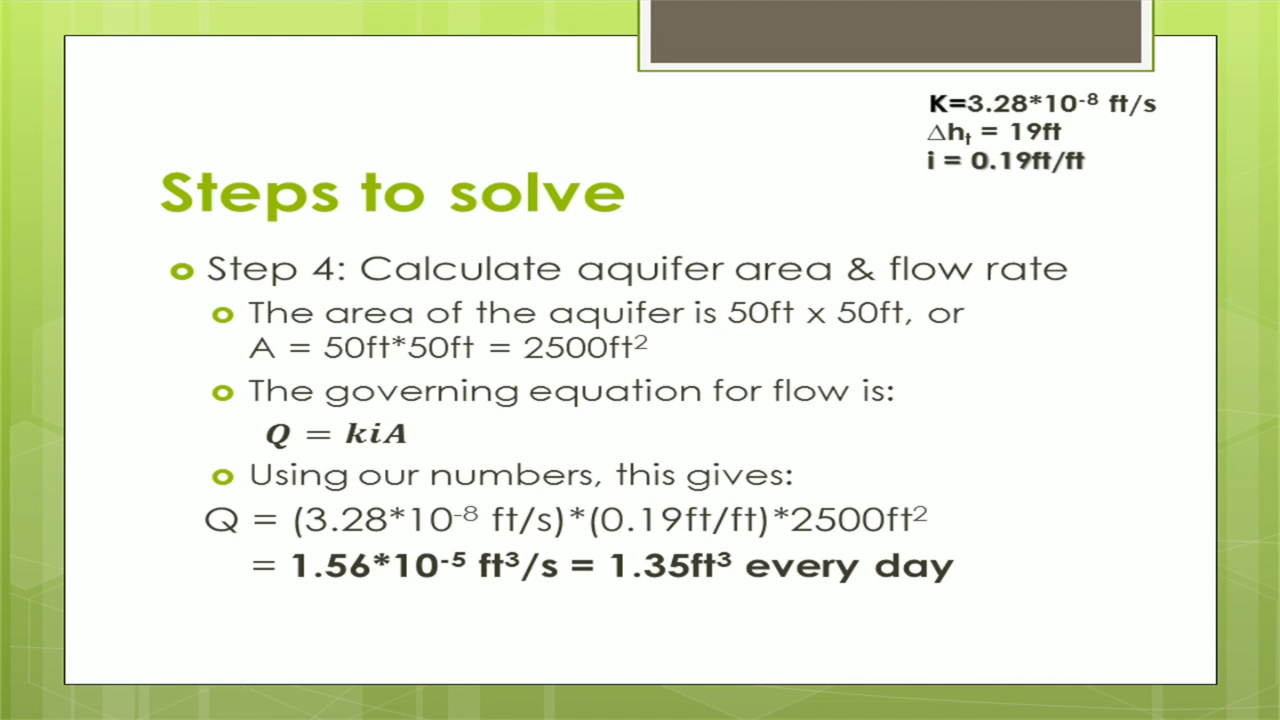 K=3.28*10⁻⁸ ft/s
∆hₜ = 19ft
i = 0.19ft/ft
Steps to solve
Step 4: Calculate aquifer area & flow rate
The area of the aquifer is 50ft x 50ft, or
A = 50ft*50ft = 2500ft²
The governing equation for flow is:
Q = kiA
Using our numbers, this gives:
Q = (3.28*10⁻⁸ ft/s)*(0.19ft/ft)*2500ft²
= 1.56*10⁻⁵ ft³/s = 1.35ft³ every day